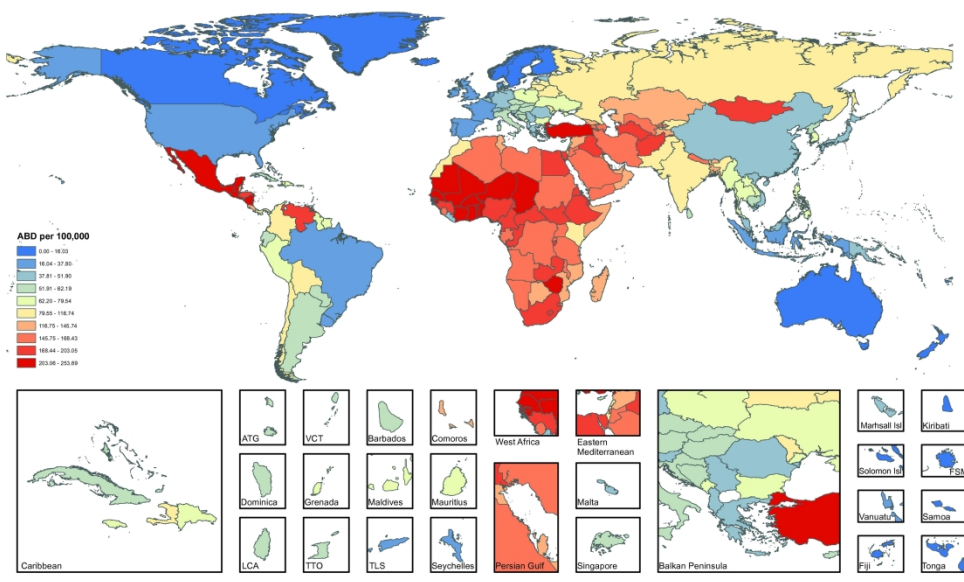 ABD per 100,000
0.00 - 16.03
16.04 - 37.80
37.81 - 51.90
51.91 - 62.19
62.20 - 79.54
79.55 - 118.74
118.75 - 145.74
145.75 - 168.43
168.44 - 203.05
203.06 - 253.89
Caribbean
ATG
VCT
Barbados
Comoros
West Africa
Eastern
Mediterranean
Marhsall Isl
Kiribati
Dominica
Grenada
Maldives
Mauritius
Malta
Solomon Isl
FSM
Vanuatu
Samoa
LCA
TTO
TLS
Seychelles
Persian Gulf
Singapore
Balkan Peninsula
Fiji
Tonga